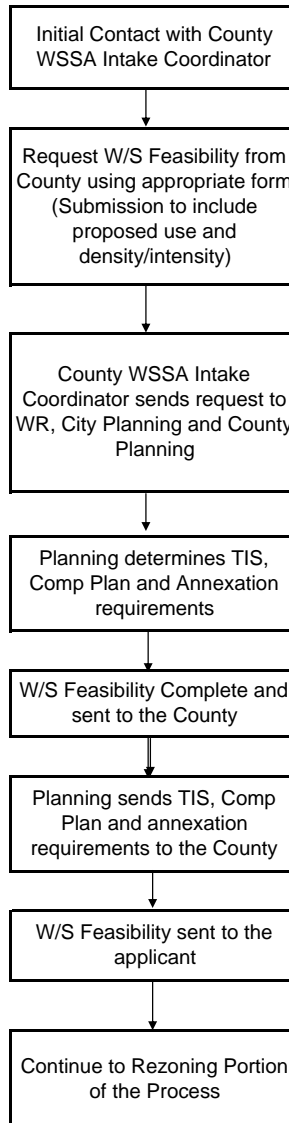 Initial Contact with County
WSSA Intake Coordinator
Request W/S Feasibility from
County using appropriate form
(Submission to include
proposed use and
density/intensity)
County WSSA Intake
Coordinator sends request to
WR, City Planning and County
Planning
Planning determines TIS,
Comp Plan and Annexation
requirements
W/S Feasibility Complete and
sent to the County
Planning sends TIS, Comp
Plan and annexation
requirements to the County
W/S Feasibility sent to the
applicant
Continue to Rezoning Portion
of the Process